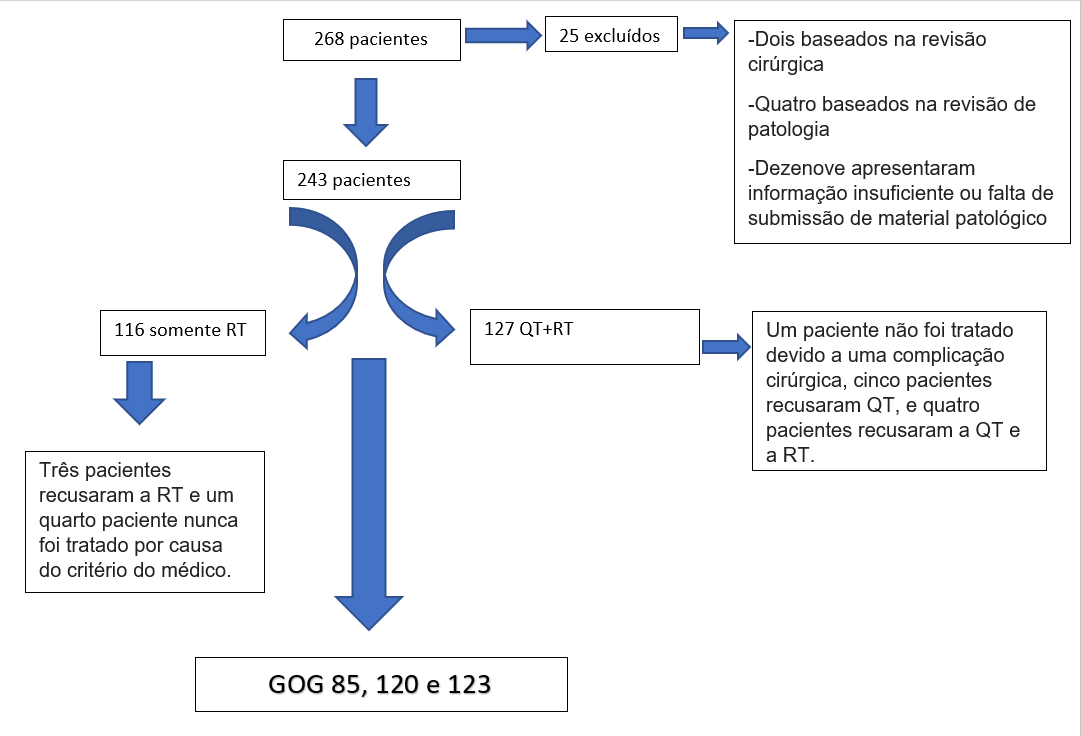 268 pacientes
25 excluídos
-Dois baseados na revisão
cirúrgica
-Quatro baseados na revisão de
patologia
-Dezenove apresentaram
informação insuficiente ou falta de
submissão de material patológico
243 pacientes
116 somente RT
127 QT+RT
Um paciente não foi tratado
devido a uma complicação
cirúrgica, cinco pacientes
recusaram QT, e quatro
pacientes recusaram a QT e
a RT.
Três pacientes
recusaram a RT e um
quarto paciente nunca
foi tratado por causa
do critério do médico.
GOG 85, 120 e 123